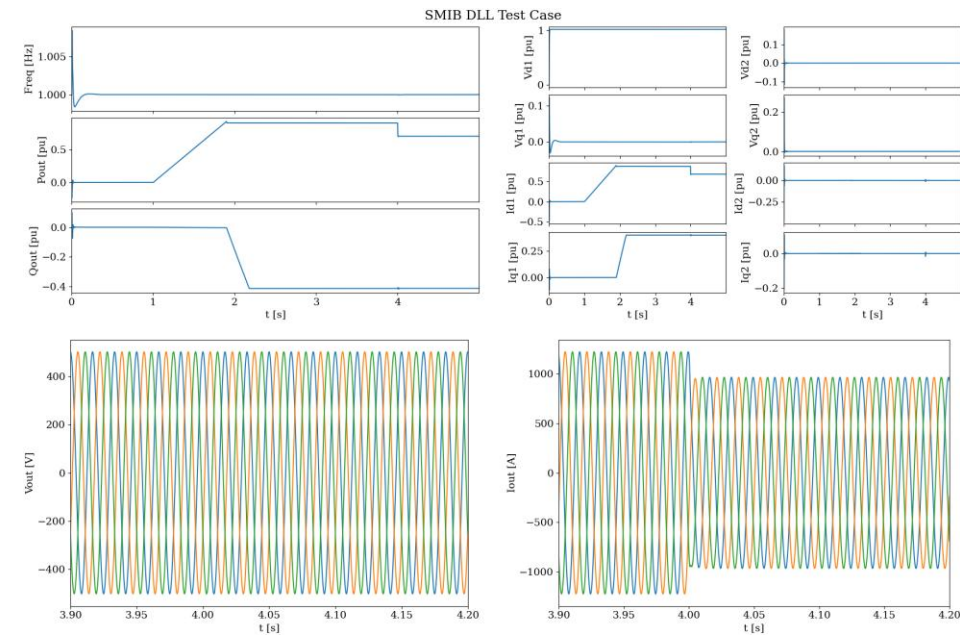 SMIB DLL Test Case
Freq [Hz]
1.005
1.000
Pout [pu]
0.5
0.0
Qout [pu]
0.0
−0.2
−0.4
0 1 2 3 4
t [s]
Vd1 [pu]
1
0
Vq1 [pu]
0.1
0.0
Id1 [pu]
0.5
0.0
−0.5
Iq1 [pu]
0.25
0.00
0 1 2 3 4
t [s]
Vd2 [pu]
0.1
0.0
−0.1
Vq2 [pu]
0.2
0.0
Id2 [pu]
0.00
−0.25
Iq2 [pu]
0.0
−0.2
0 1 2 3 4
t [s]
Vout [V]
400
200
0
−200
−400
3.90 3.95 4.00 4.05 4.10 4.15 4.20
t [s]
Iout [A]
1000
500
0
−500
−1000
3.90 3.95 4.00 4.05 4.10 4.15 4.20
t [s]